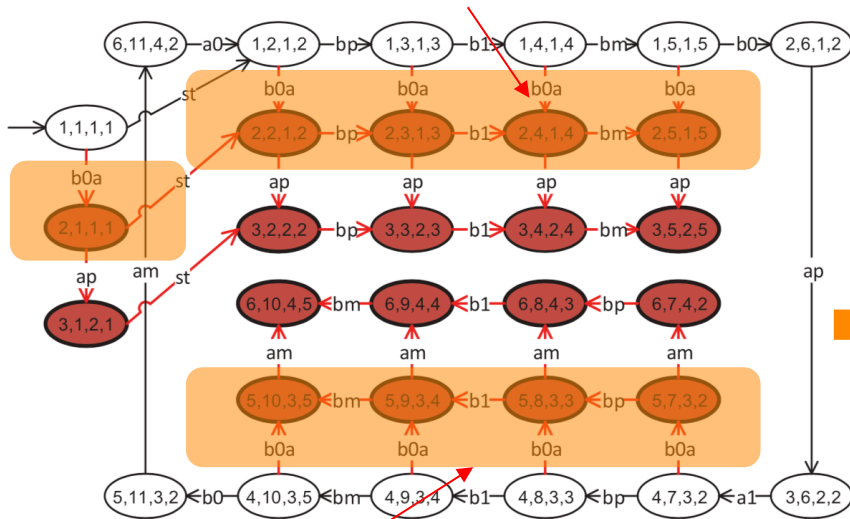 6,11,4,2 a0 1,2,1,2 bp 1,3,1,3 b1 1,4,1,4 bm 1,5,1,5 b0 2,6,1,2
st b0a b0a b0a b0a
1,1,1,1
2,2,1,2 bp 2,3,1,3 b1 2,4,1,4 bm 2,5,1,5
b0a st ap ap ap ap
2,1,1,1
3,2,2,2 bp 3,3,2,3 b1 3,4,2,4 bm 3,5,2,5
ap am st ap
6,10,4,5 bm 6,9,4,4 b1 6,8,4,3 bp 6,7,4,2
3,1,2,1
am am am am
5,10,3,5 bm 5,9,3,4 b1 5,8,3,3 bp 5,7,3,2
b0a b0a b0a b0a
5,11,3,2 b0 4,10,3,5 bm 4,9,3,4 b1 4,8,3,3 bp 4,7,3,2 a1 3,6,2,2